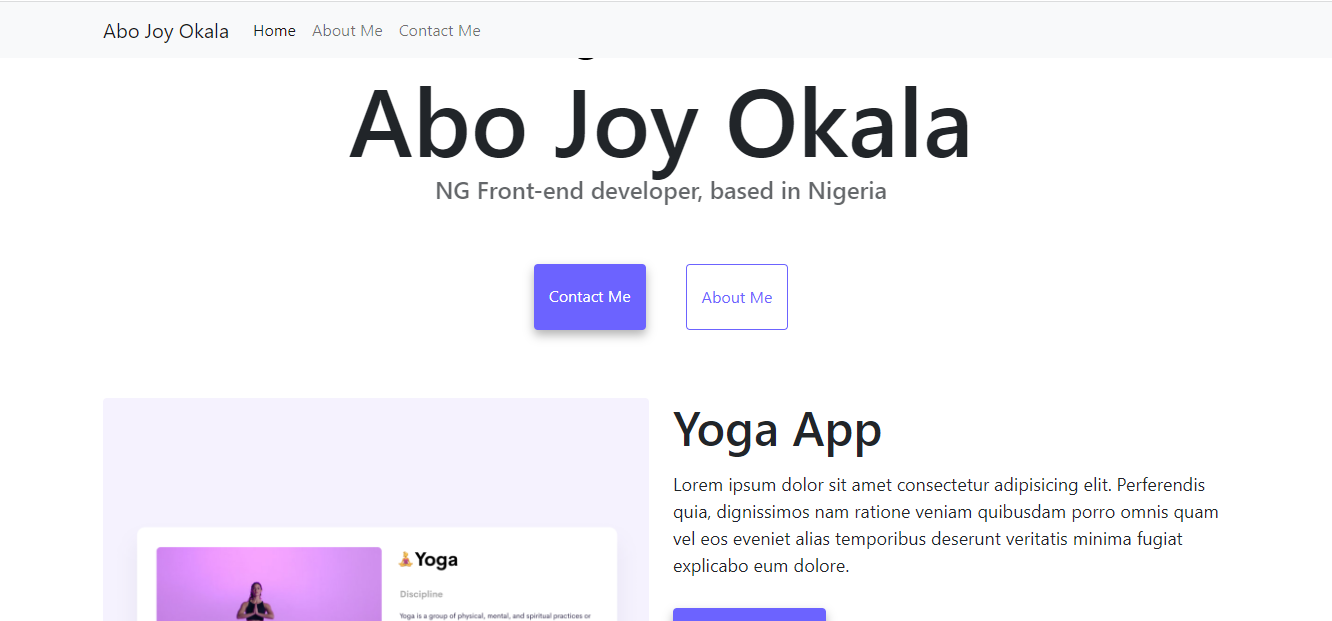 Abo Joy Okala Home About Me Contact Me
Abo Joy Okala
NG Front-end developer, based in Nigeria
Contact Me About Me
Yoga App
Lorem ipsum dolor sit amet consectetur adipisicing elit. Perferendis
quia, dignissimos nam ratione veniam quibusdam porro omnis quam
vel eos eveniet alias temporibus deserunt veritatis minima fugiat
explicabo eum dolore.
Yoga
Discipline
Yoga is a group of physical, mental, and spiritual practices or